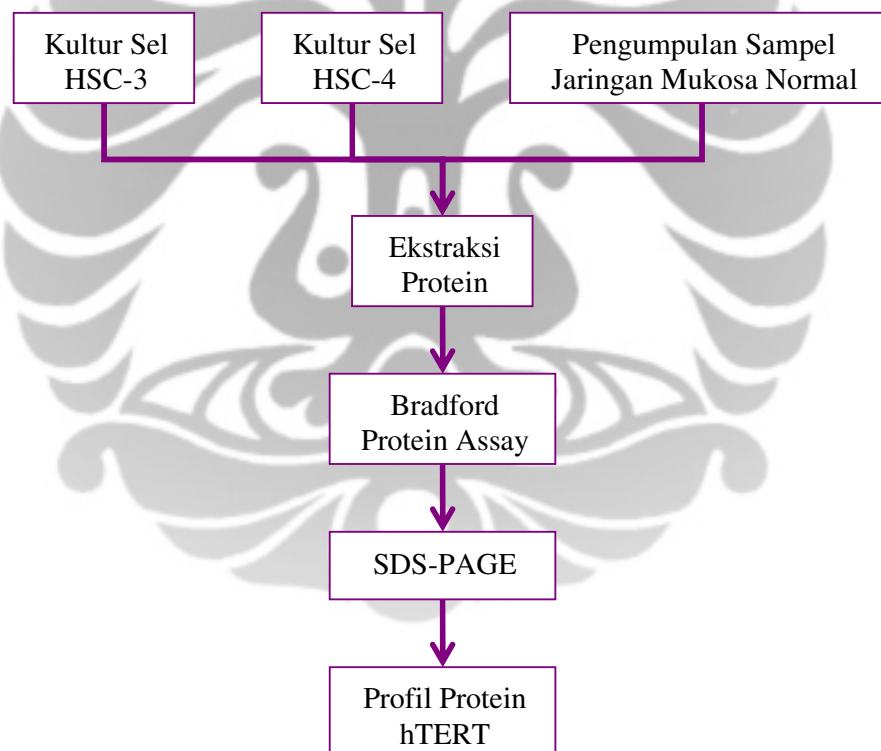 Kultur Sel
HSC-3
Kultur Sel
HSC-4
Pengumpulan Sampel
Jaringan Mukosa Normal
Ekstraksi
Protein
Bradford
Protein Assay
SDS-PAGE
Profil Protein
hTERT